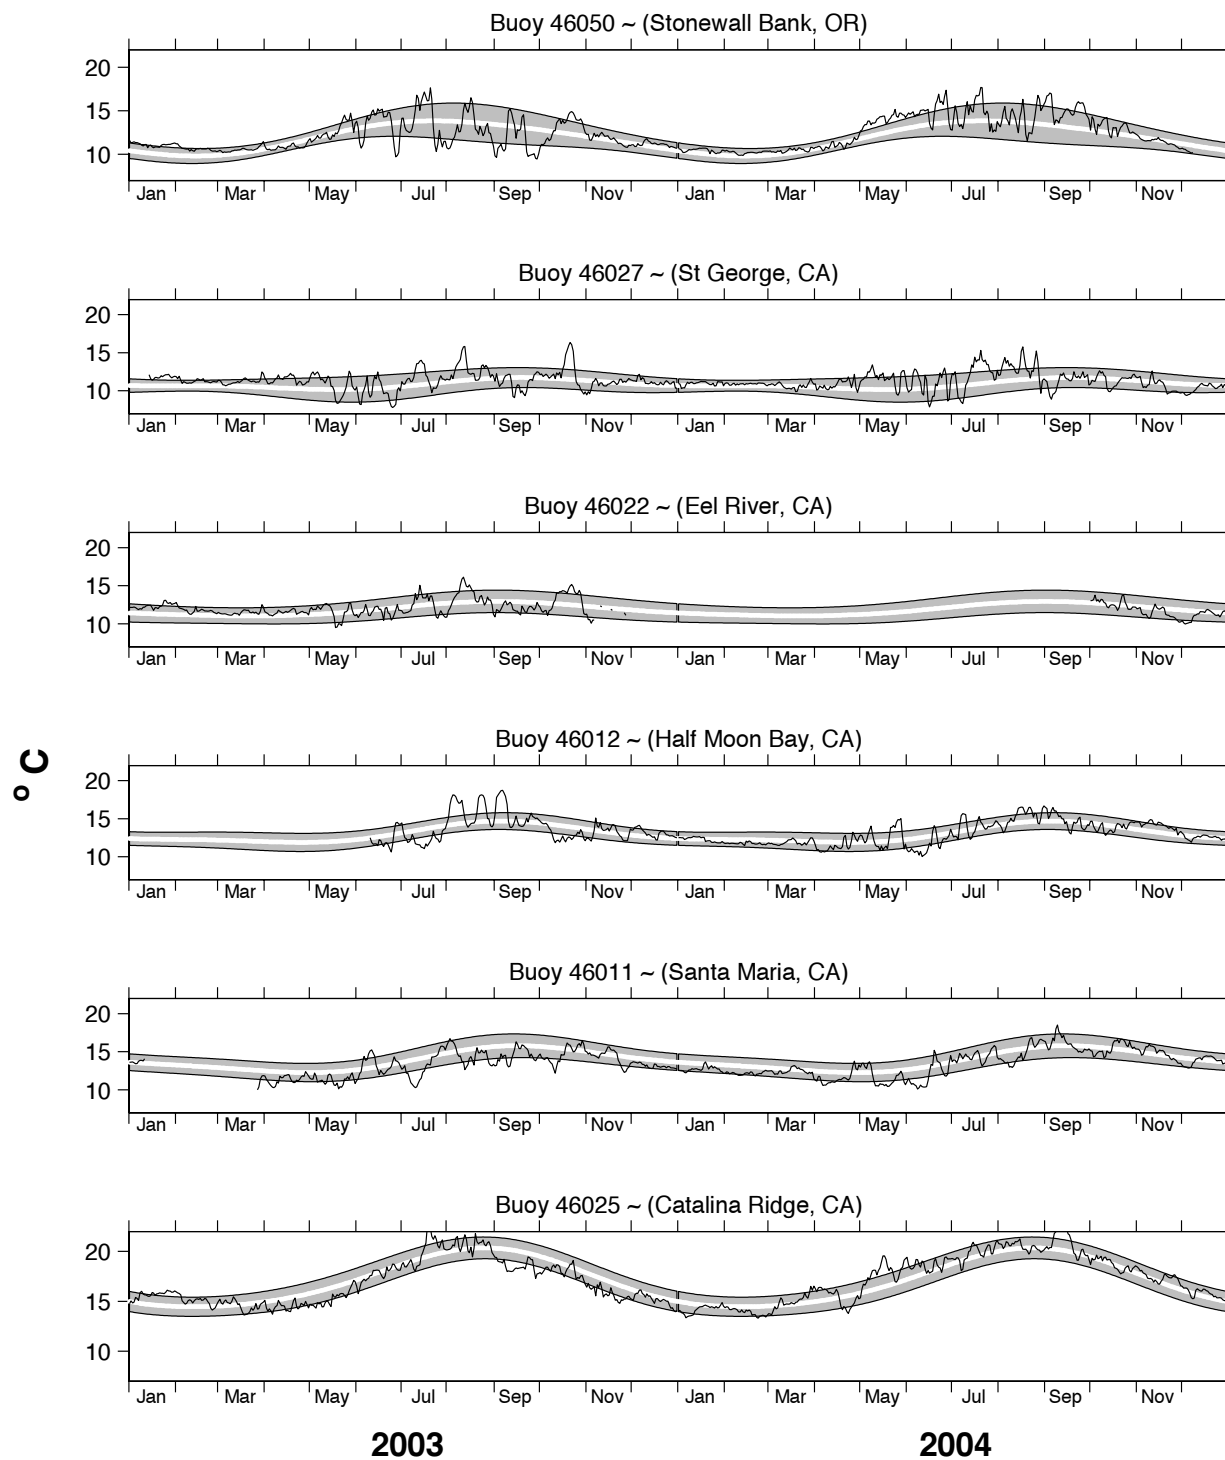 Buoy 46050 ~ (Stonewall Bank, OR)
20
15
10
Jan Mar May Jul Sep Nov Jan Mar May Jul Sep Nov
Buoy 46027 ~ (St George, CA)
20
15
10
Jan Mar May Jul Sep Nov Jan Mar May Jul Sep Nov
Buoy 46022 ~ (Eel River, CA)
20
15
10
Jan Mar May Jul Sep Nov Jan Mar May Jul Sep Nov
° C
Buoy 46012 ~ (Half Moon Bay, CA)
20
15
10
Jan Mar May Jul Sep Nov Jan Mar May Jul Sep Nov
Buoy 46011 ~ (Santa Maria, CA)
20
15
10
Jan Mar May Jul Sep Nov Jan Mar May Jul Sep Nov
Buoy 46025 ~ (Catalina Ridge, CA)
20
15
10
Jan Mar May Jul Sep Nov Jan Mar May Jul Sep Nov
2003 2004